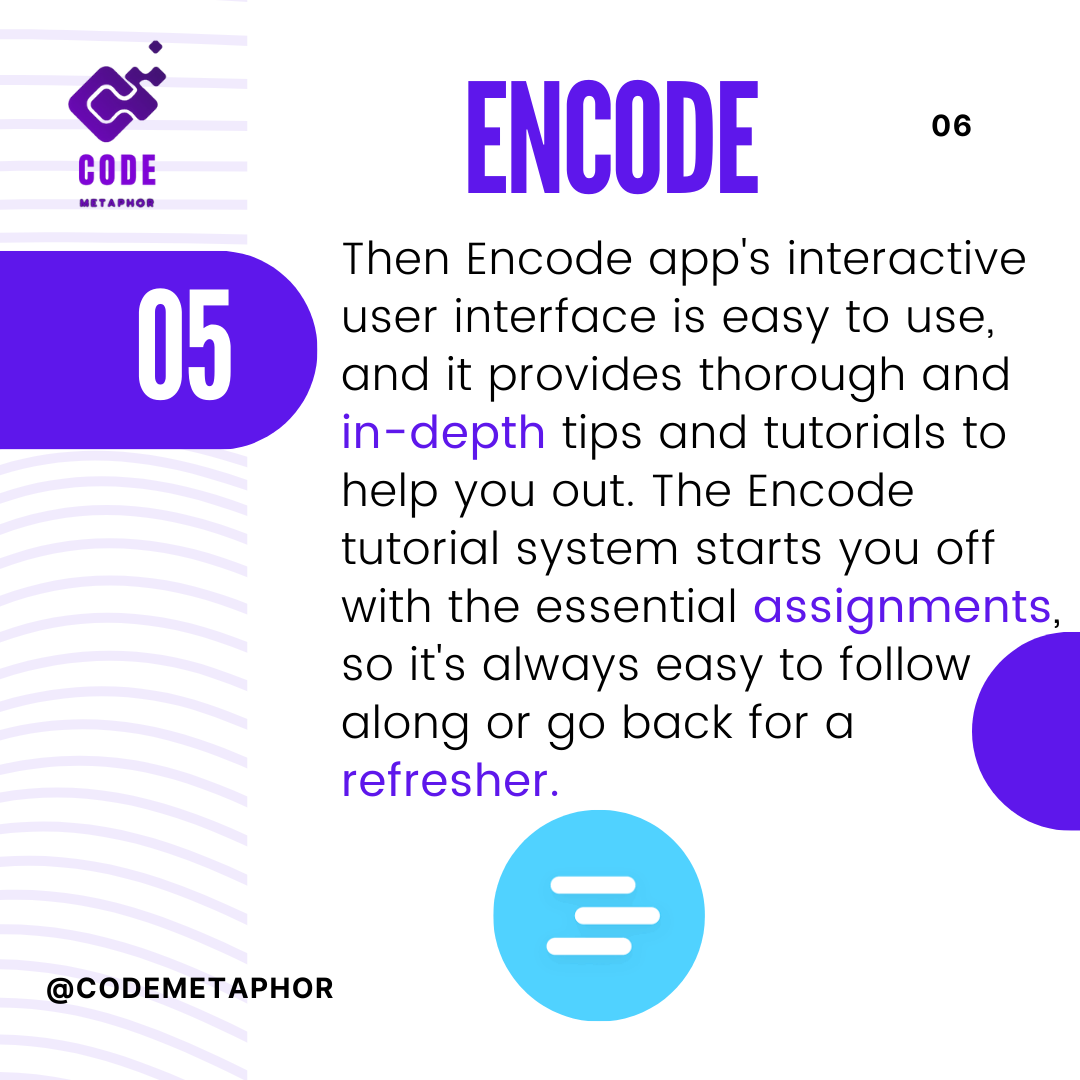 CODE
METAPHOR
ENCODE
06
05
Then Encode app's interactive
user interface is easy to use,
and it provides thorough and
in-depth tips and tutorials to
help you out. The Encode
tutorial system starts you off
with the essential assignments,
so it's always easy to follow
along or go back for a
refresher.
@CODEMETAPHOR